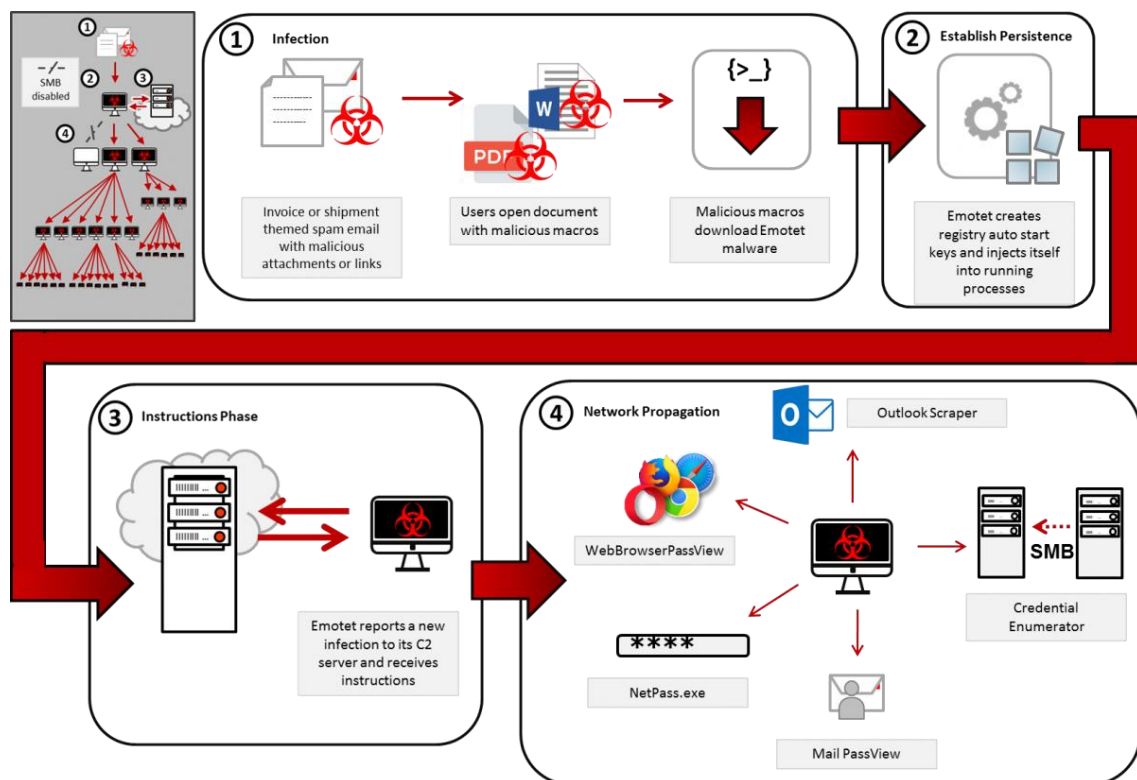 1
– / –
SMB
disabled
2
3
4
1 Infection
{>_}
W
PDF
Invoice or shipment
themed spam email
with malicious
attachments or links
Users open document
with malicious macros
Malicious macros
download Emotet
malware
2 Establish Persistence
Emotet creates
registry auto start
keys and injects itself
into running
processes
3 Instructions Phase
Emotet reports a new
infection to its C2
server and receives
instructions
4 Network Propagation
O
Outlook Scraper
WebBrowserPassView
SMB
Credential
Enumerator
****
NetPass.exe
Mail PassView